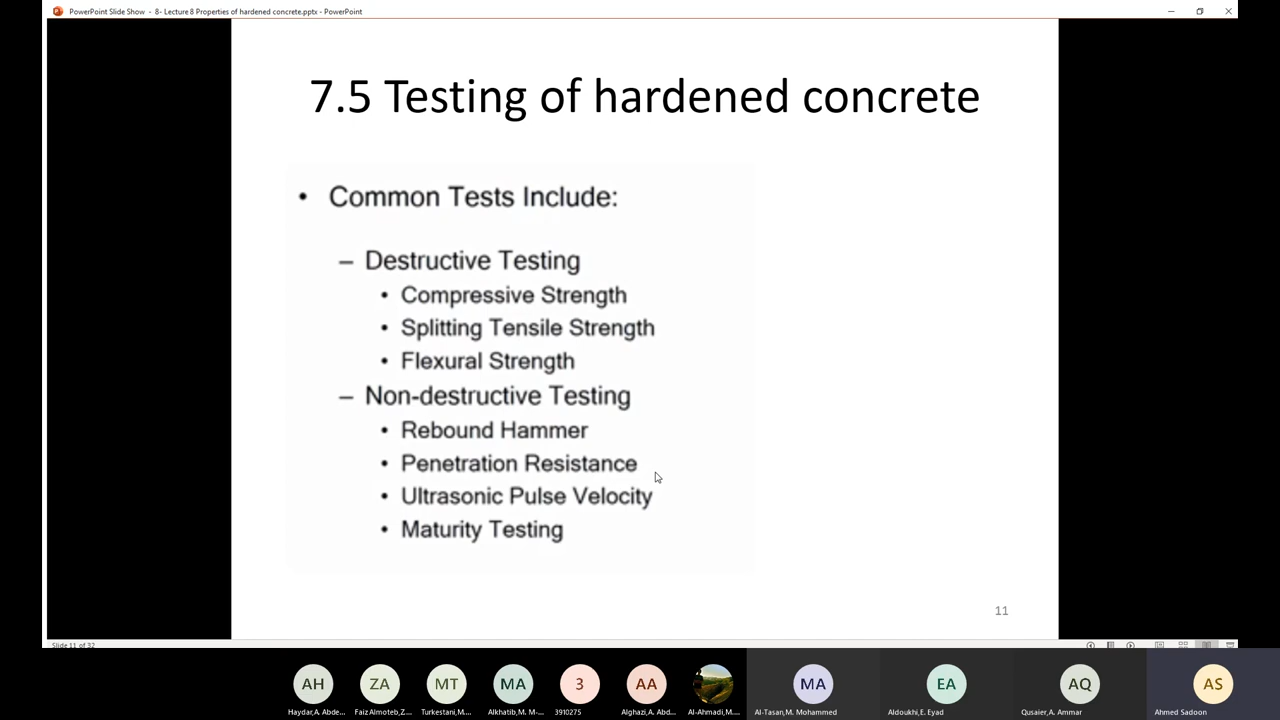 PowerPoint Slide Show - 8- Lecture 8 Properties of hardened concrete.pptx - PowerPoint
7.5 Testing of hardened concrete
• Common Tests Include:
– Destructive Testing
• Compressive Strength
• Splitting Tensile Strength
• Flexural Strength
– Non-destructive Testing
• Rebound Hammer
• Penetration Resistance
• Ultrasonic Pulse Velocity
• Maturity Testing
11
Slide 11 of 32
AH ZA MT MA 3 AA MA EA AQ AS
Haydar,A. Abde... Faiz Almoteb,Z.... Turkestani,M.... Alkhatib,M. M-... 3910275 Alghazi,A. Abd... Al-Ahmadi,M.... Al-Tasan,M. Mohammed Aldoukhi,E. Eyad Qusaier,A. Ammar Ahmed Sadoon